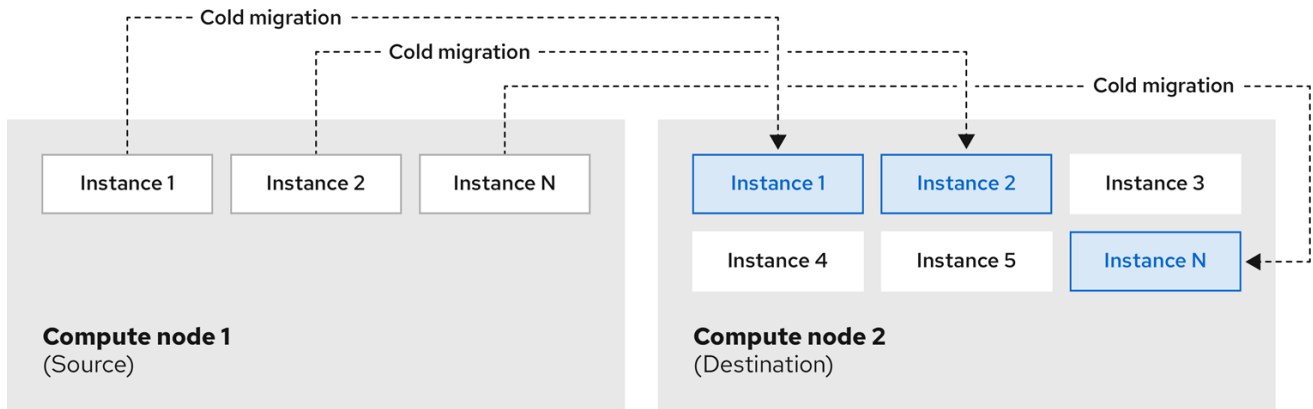 Cold migration
Cold migration
Cold migration
Instance 1
Instance 2
Instance N
Compute node 1
(Source)
Instance 1
Instance 2
Instance 3
Instance 4
Instance 5
Instance N
Compute node 2
(Destination)